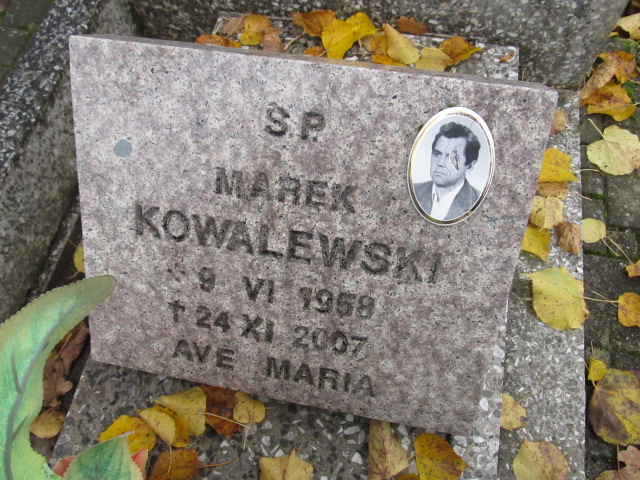 Ś.P.
MAREK
KOWALEWSKI
* 9 VI 1958
† 24 XI 2007
AVE MARIA